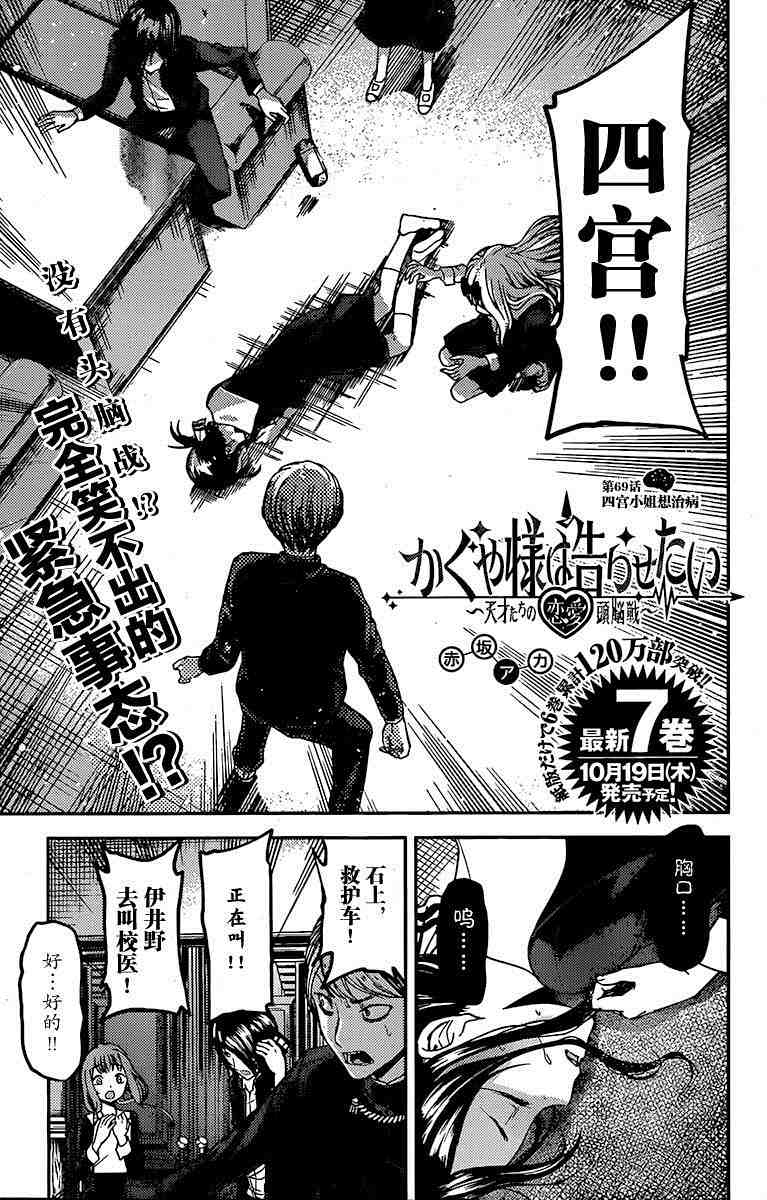 四宫!!
没有头脑战!?
完全笑不出的
紧急事态!?
第69话
四宫小姐想治病
かぐや様は告らせたい
~天才たちの恋愛頭脳戦~
赤坂アカ
6巻累計120万部突破!!
最新7巻
10月19日(木)
発売予定!
胸口……
呜……
石上,
救护车!
正在叫!!
伊井野
去叫校医!
好…好的!!